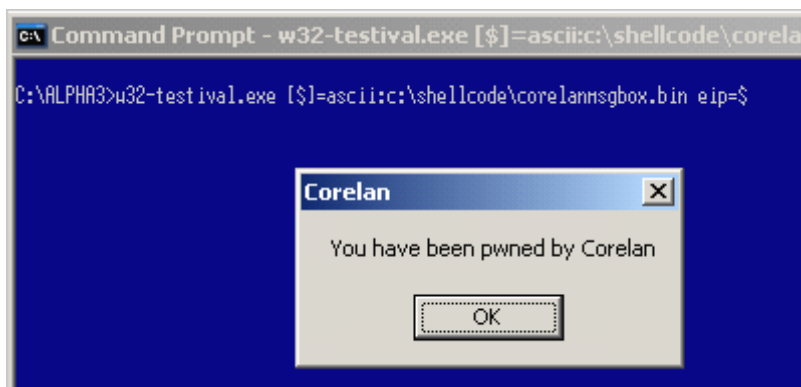 Command Prompt - w32-testival.exe [$]=ascii:c:\shellcode\corela
C:\ALPHA3>w32-testival.exe [$]=ascii:c:\shellcode\corelanmsgbox.bin eip=$
Corelan
You have been pwned by Corelan
OK